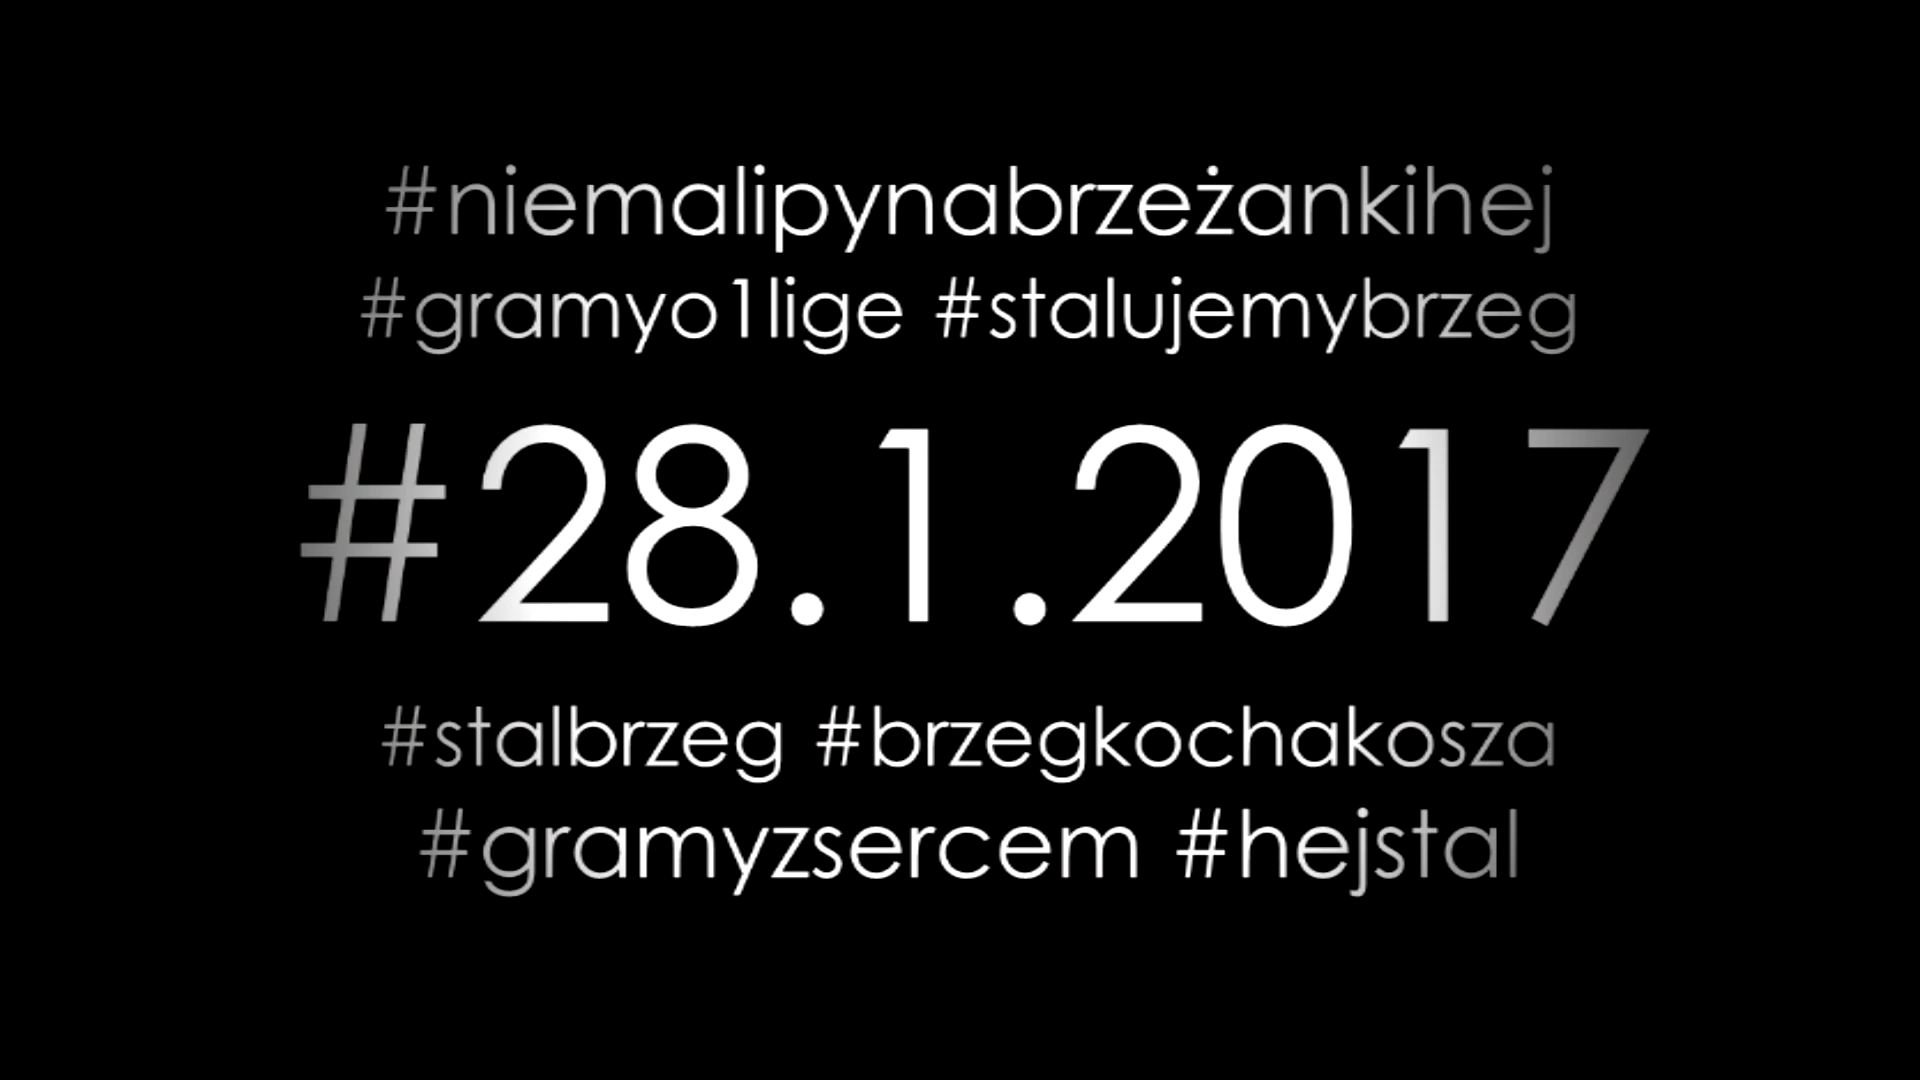 #niemalipynabrzeżankihej
#gramyo1lige #stalujemybrzeg
#28.1.2017
#stalbrzeg #brzegkochakosza
#gramyzsercem #hejstal